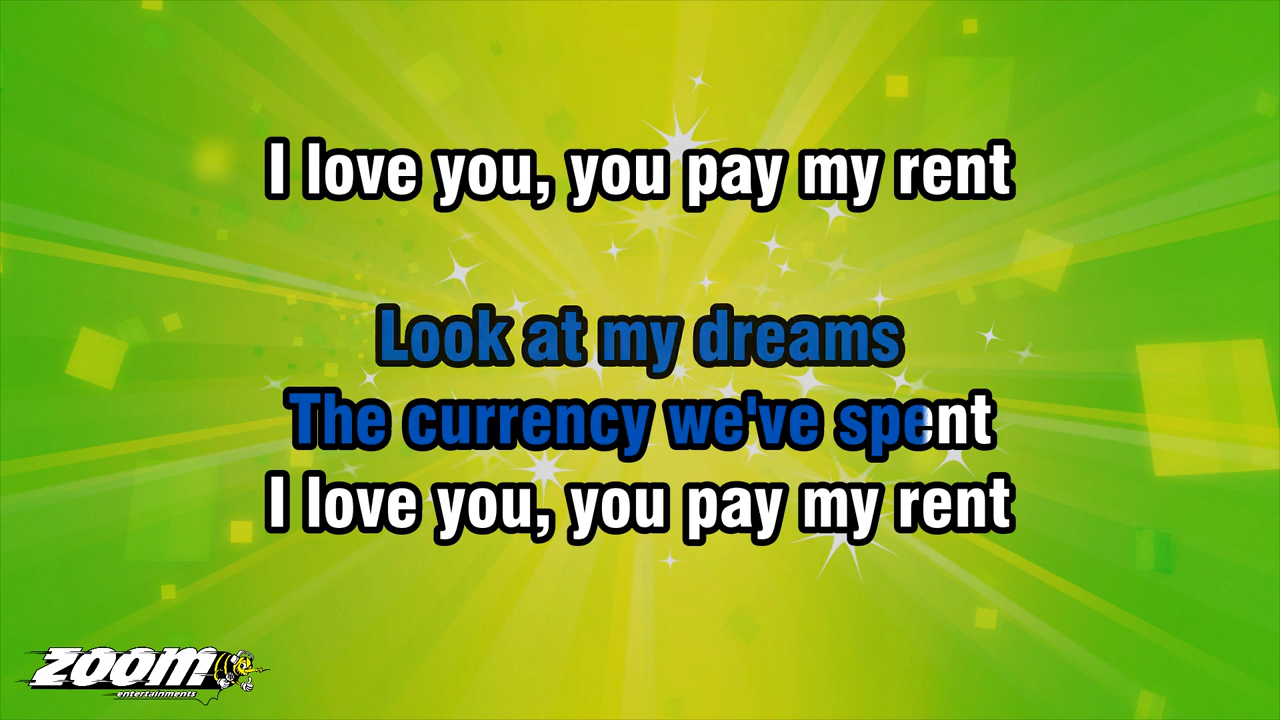 I love you, you pay my rent
Look at my dreams
The currency we've spent
I love you, you pay my rent
ZOOM
entertainments